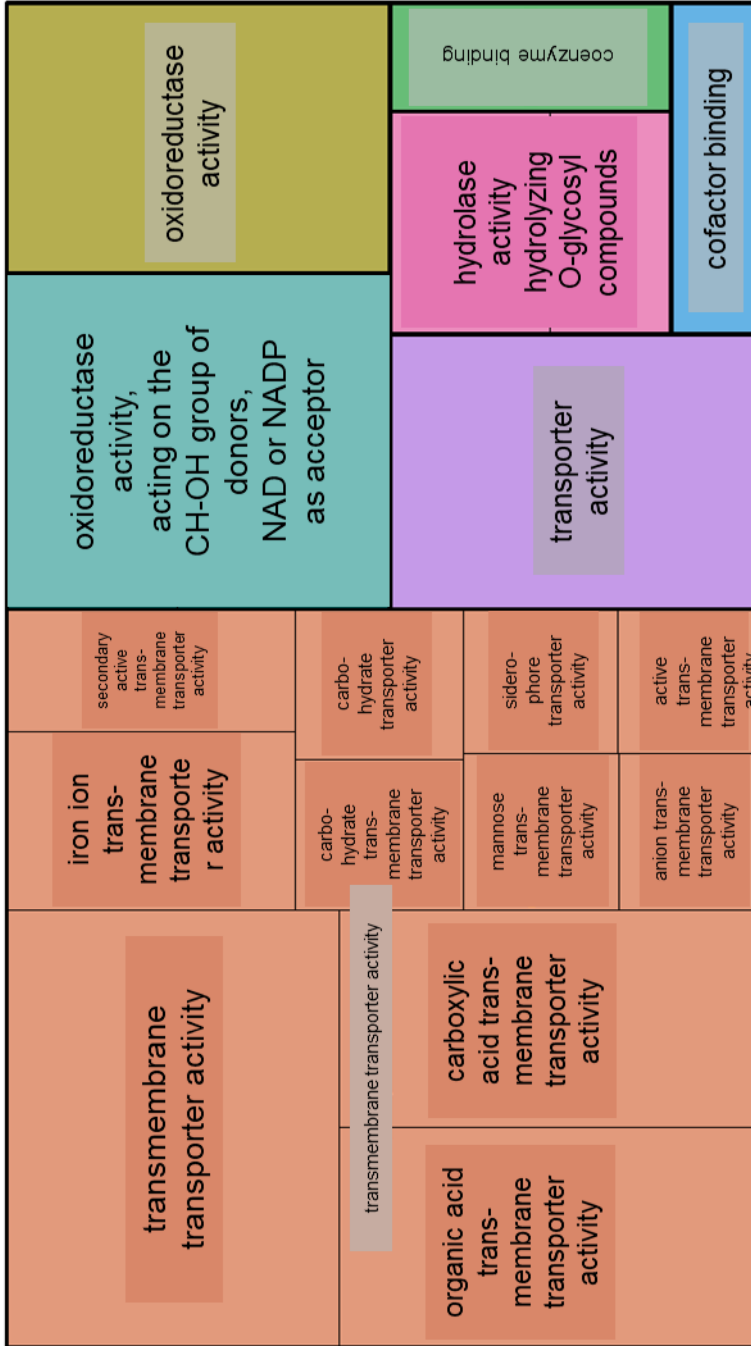 transmembrane
transporter activity
transmembrane transporter activity
organic acid
trans-
membrane
transporter
activity
carboxylic
acid trans-
membrane
transporter
activity
iron ion
trans-
membrane
transporte
r activity
secondary
active
trans-
membrane
transporter
activity
carbo-
hydrate
trans-
membrane
transporter
activity
carbo-
hydrate
transporter
activity
mannose
trans-
membrane
transporter
activity
sidero-
phore
transporter
activity
anion trans-
membrane
transporter
activity
active
trans-
membrane
transporter
activity
oxidoreductase
activity,
acting on the
CH-OH group of
donors,
NAD or NADP
as acceptor
oxidoreductase
activity
transporter
activity
hydrolase
activity
hydrolyzing
O-glycosyl
compounds
coenzyme binding
cofactor binding